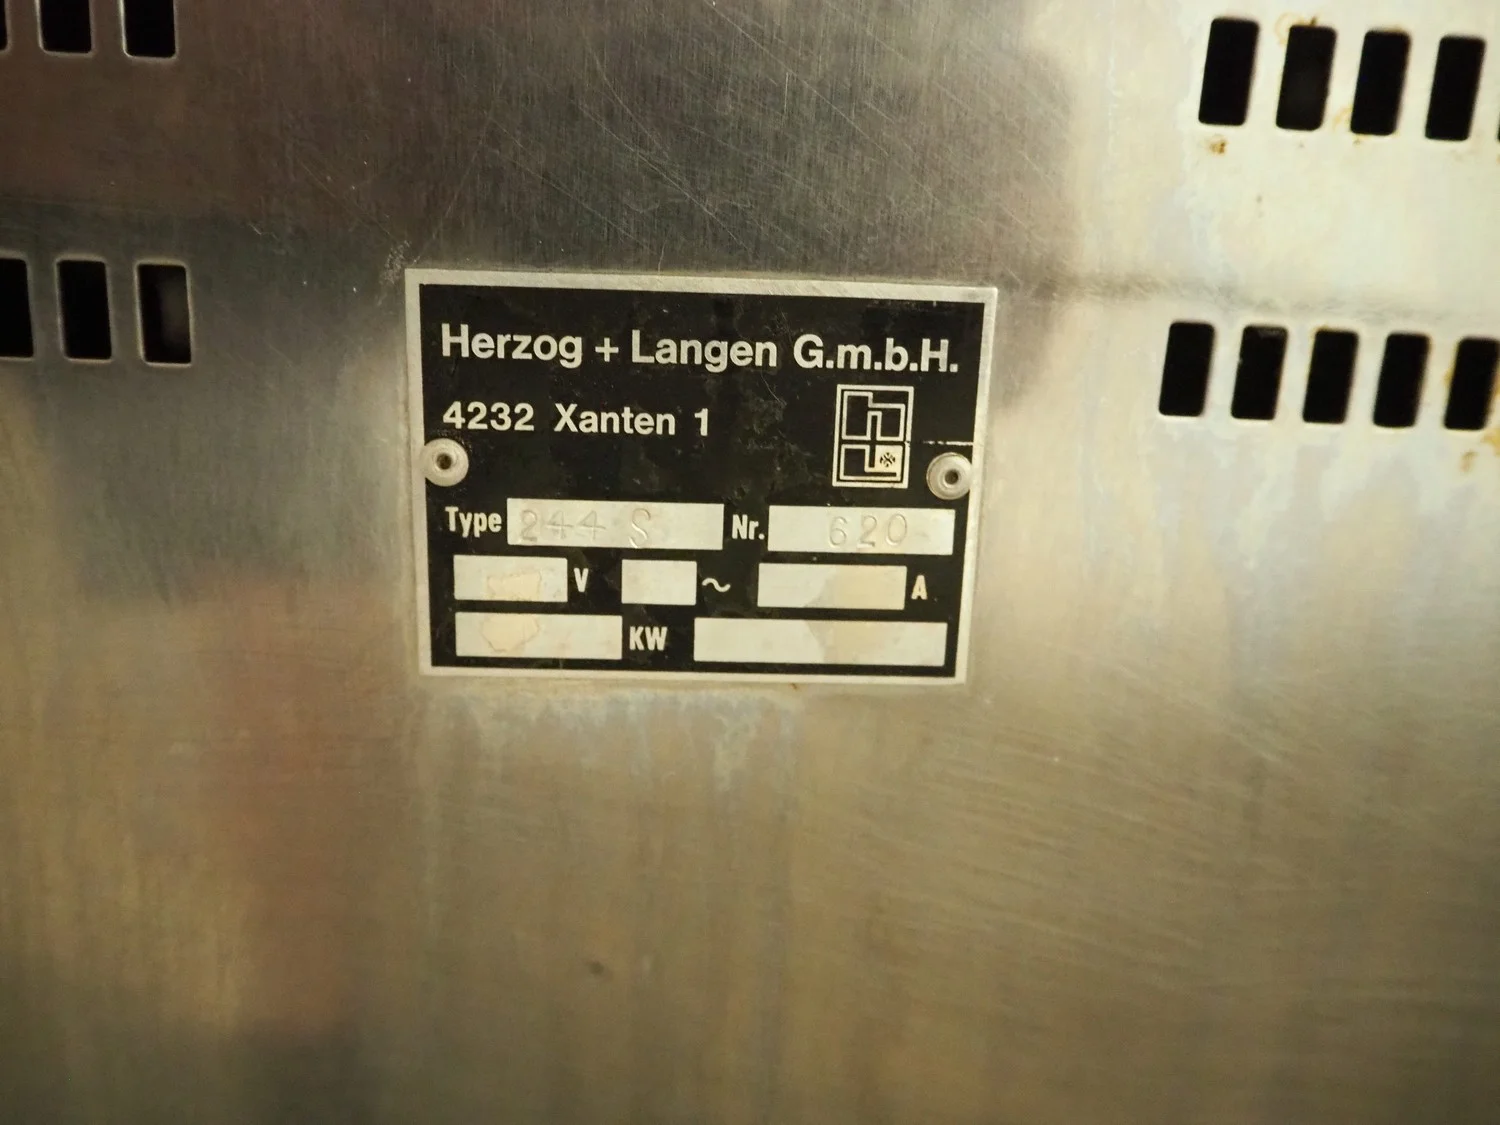 Herzog + Langen G.m.b.H.
4232 Xanten 1
Type 244 S Nr. 620
V ~ A
KW